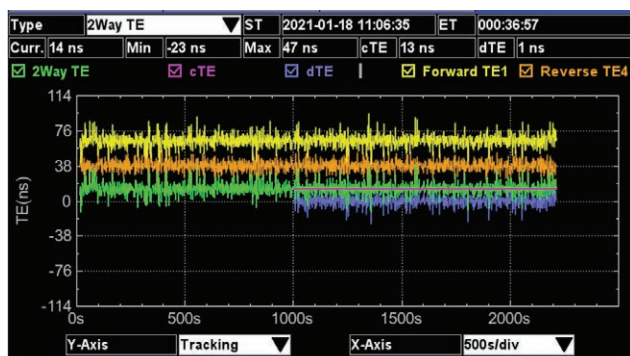 Type 2Way TE ST 2021-01-18 11:06:35 ET 000:36:57
Curr. 14 ns Min -23 ns Max 47 ns cTE 13 ns dTE 1 ns
2Way TE cTE dTE Forward TE1 Reverse TE4
114
76
38
0
-38
-76
-114
TE(ns)
0s 500s 1000s 1500s 2000s
Y-Axis Tracking X-Axis 500s/div